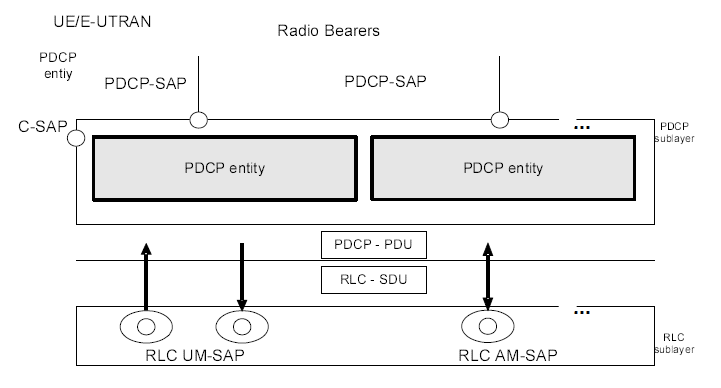 UE/E-UTRAN
Radio Bearers
PDCP
entiy
PDCP-SAP
PDCP-SAP
C-SAP
...
PDCP
sublayer
PDCP entity
PDCP entity
PDCP - PDU
RLC - SDU
...
RLC UM-SAP
RLC AM-SAP
RLC
sublayer